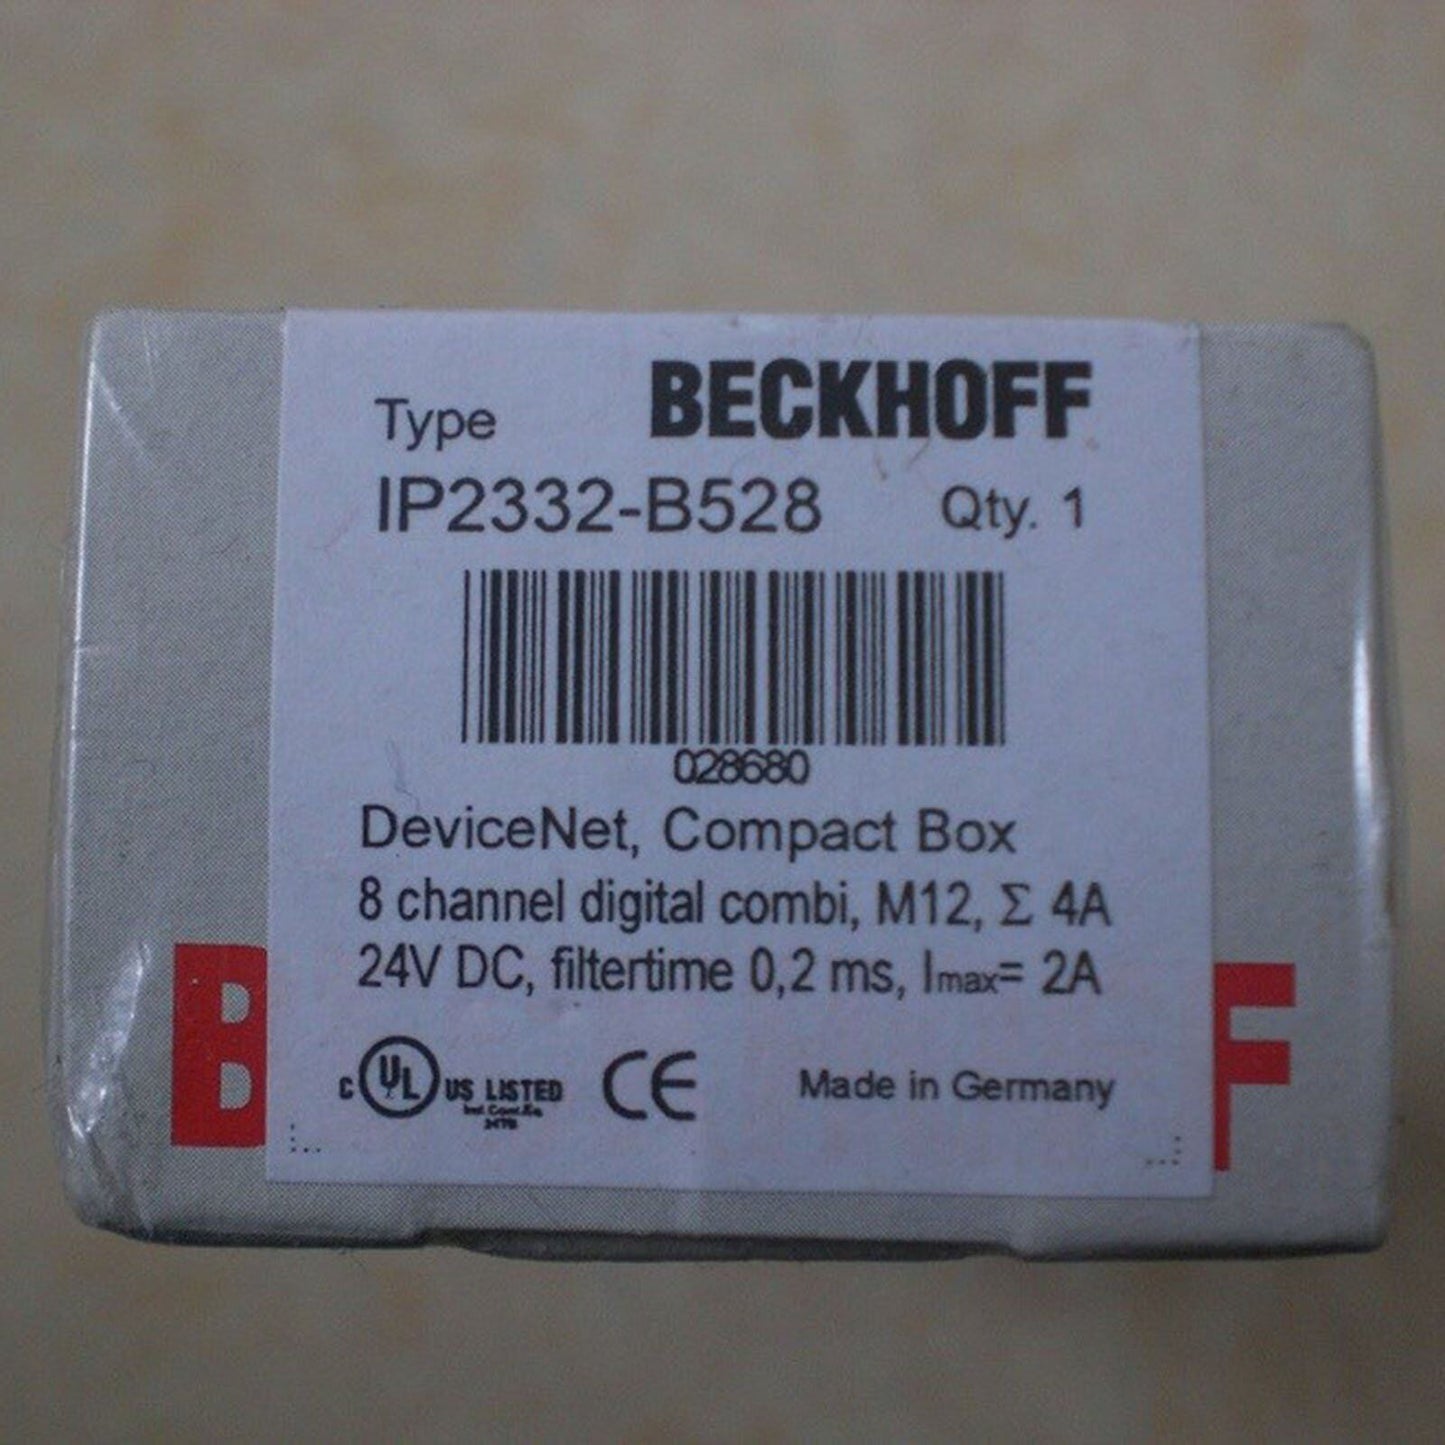 Type BECKHOFF
IP2332-B528 Qty. 1
028680
DeviceNet, Compact Box
8 channel digital combi, M12, Σ 4A
24V DC, filtertime 0,2 ms, Imax= 2A
C UL US LISTED CE Made in Germany
B F